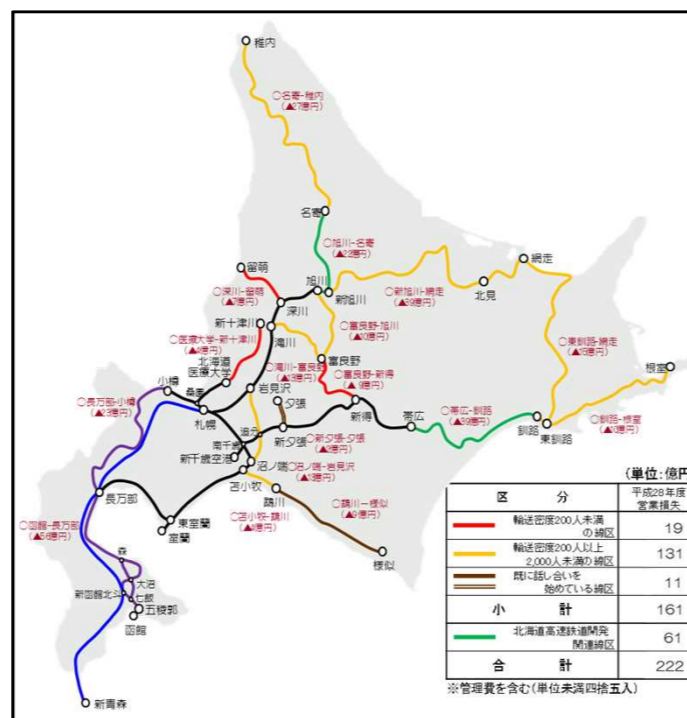 稚内
○名寄-稚内
(▲27億円)
名寄
○旭川-名寄
(▲22億円)
留萌
○深川-留萌
(▲7億円)
旭川
新旭川
○新旭川-網走
(▲39億円)
網走
北見
深川
新十津川
滝川
○富良野-旭川
(▲10億円)
○医療大学-新十津川
北海道
医療大学
○滝川-富良野
(▲13億円)
富良野
○富良野-新得
○東釧路-網走
(▲15億円)
根室
小樽
桑園
岩見沢
夕張
○長万部-小樽
(▲23億円)
札幌
新得
帯広
○帯広-釧路
(▲39億円)
釧路
東釧路
○釧路-根室
追分
南千歳
新夕張
○新夕張-夕張
新千歳空港
沼ノ端
○沼ノ端-岩見沢
苫小牧
鵡川
○鵡川-様似
○苫小牧-鵡川
長万部
東室蘭
室蘭
様似
○函館-長万部
(▲56億円)
森
大沼
新函館北斗
七飯
五稜郭
函館
新青森
(単位:億円
区 分
平成28年度
営業損失
輸送密度200人未満
の線区
19
輸送密度200人以上
2,000人未満の線区
131
既に話し合いを
始めている線区
11
小 計
161
北海道高速鉄道開発
関連線区
61
合 計
222
※管理費を含む(単位未満四捨五入)